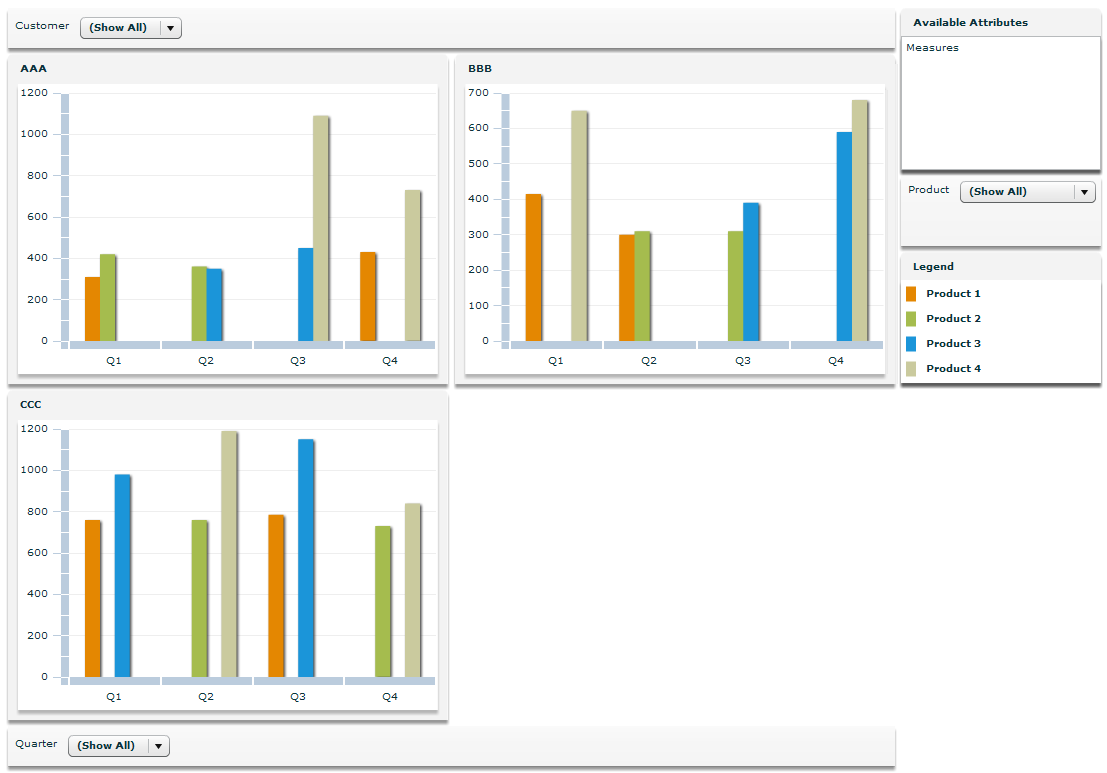 Customer (Show All)
AAA
1200
1000
800
600
400
200
0
Q1 Q2 Q3 Q4
BBB
700
600
500
400
300
200
100
0
Q1 Q2 Q3 Q4
Available Attributes
Measures
Product (Show All)
Legend
Product 1
Product 2
Product 3
Product 4
CCC
1200
1000
800
600
400
200
0
Q1 Q2 Q3 Q4
Quarter (Show All)